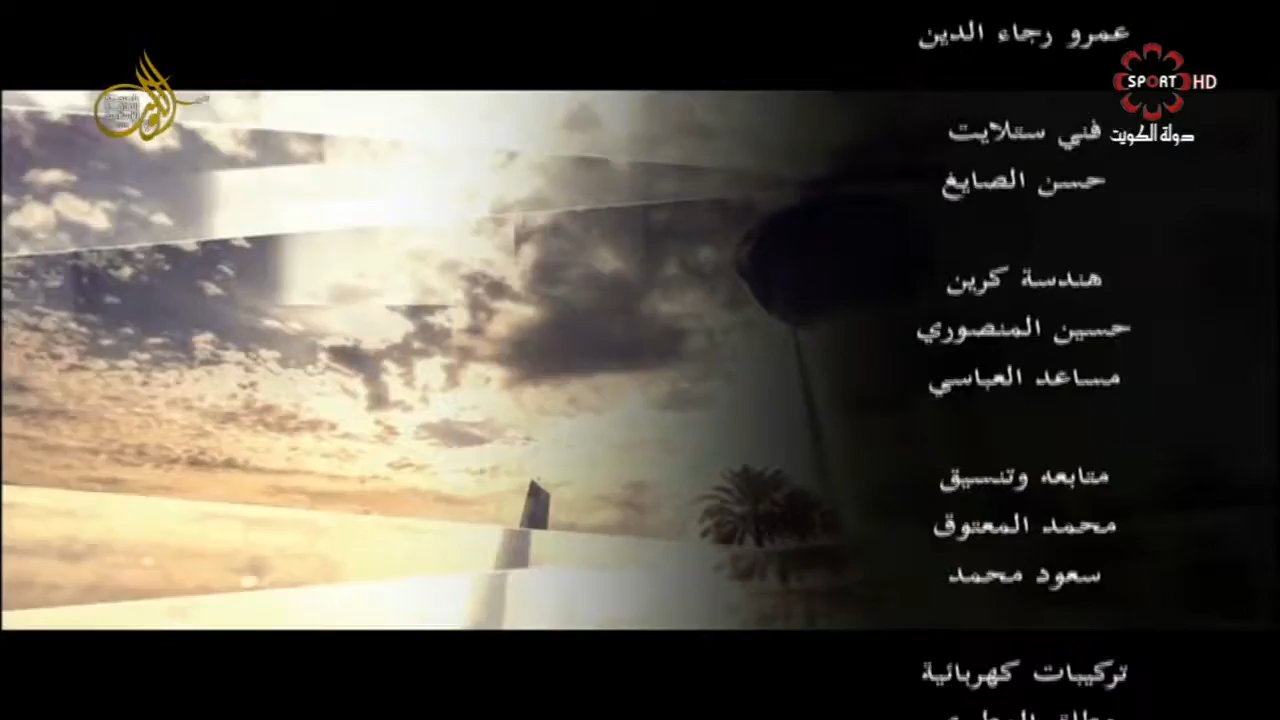 عمرو رجاء الدين
SPORT HD
دولة الكويت
فني ستلايت
حسن الصايغ
هندسة كرين
حسين المنصوري
مساعد العباسي
متابعه وتنسيق
محمد المعتوق
سعود محمد
تركيبات كهربائية